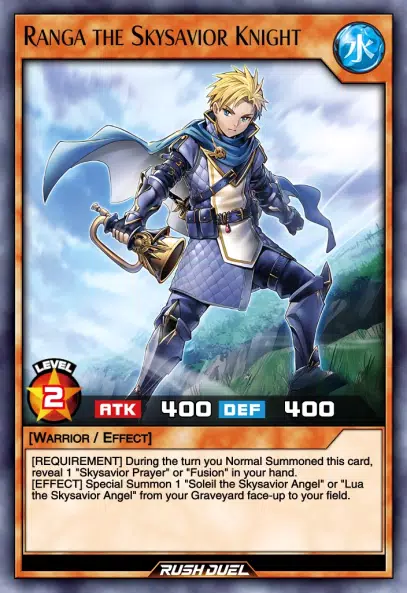 Ranga the Skysavior Knight
水
LEVEL
2
ATK 400 DEF 400
[Warrior / Effect]
[REQUIREMENT] During the turn you Normal Summoned this card,
reveal 1 "Skysavior Prayer" or "Fusion" in your hand.
[EFFECT] Special Summon 1 "Soleil the Skysavior Angel" or "Lua
the Skysavior Angel" from your Graveyard face-up to your field.
RUSH DUEL